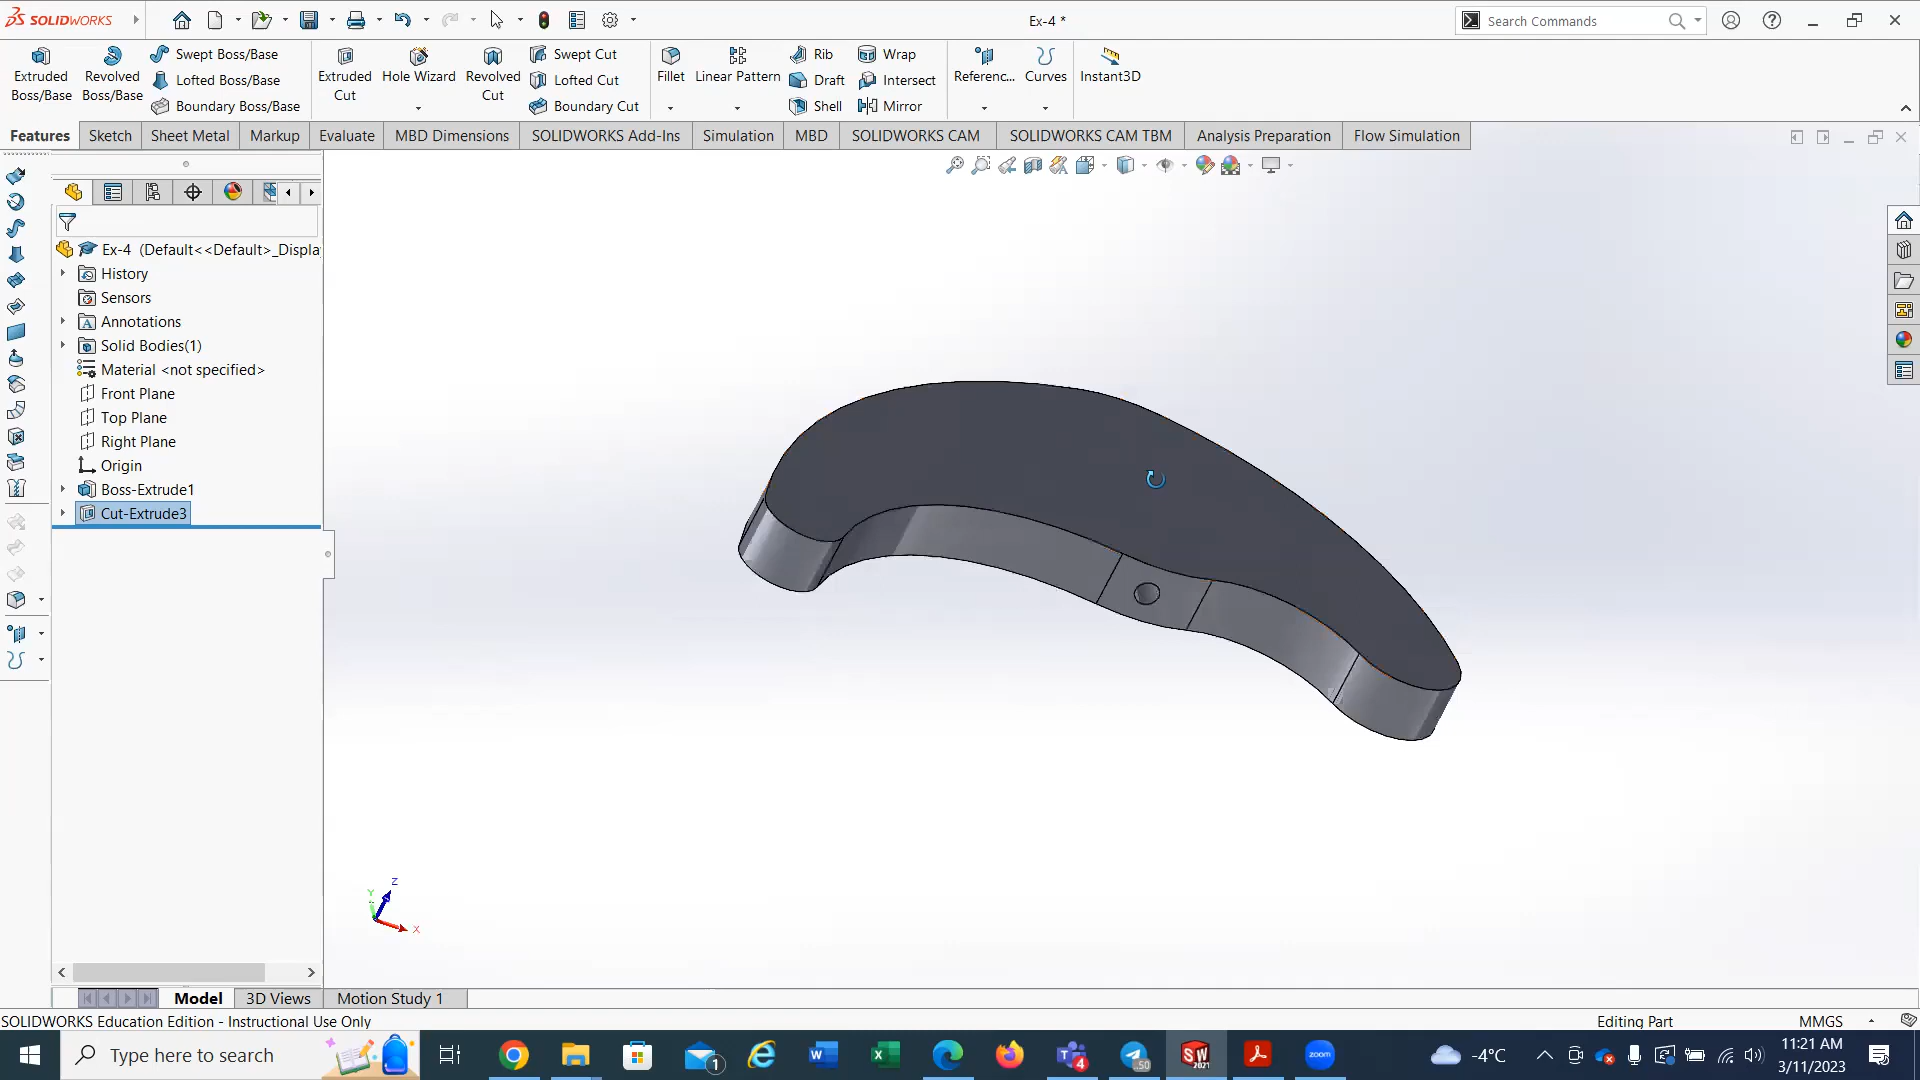 SOLIDWORKS
Ex-4 *
Search Commands
Extruded Boss/Base
Revolved Boss/Base
Swept Boss/Base
Lofted Boss/Base
Boundary Boss/Base
Extruded Cut
Hole Wizard
Revolved Cut
Swept Cut
Lofted Cut
Boundary Cut
Fillet
Linear Pattern
Rib
Draft
Shell
Wrap
Intersect
Mirror
Referenc...
Curves
Instant3D
Features
Sketch
Sheet Metal
Markup
Evaluate
MBD Dimensions
SOLIDWORKS Add-Ins
Simulation
MBD
SOLIDWORKS CAM
SOLIDWORKS CAM TBM
Analysis Preparation
Flow Simulation
Ex-4 (Default<<Default>_Displa
History
Sensors
Annotations
Solid Bodies(1)
Material <not specified>
Front Plane
Top Plane
Right Plane
Origin
Boss-Extrude1
Cut-Extrude3
Z
Y
X
Model
3D Views
Motion Study 1
SOLIDWORKS Education Edition - Instructional Use Only
Editing Part
MMGS
Type here to search
1
4
.50
SW
2021
zoom
-4°C
11:21 AM
3/11/2023